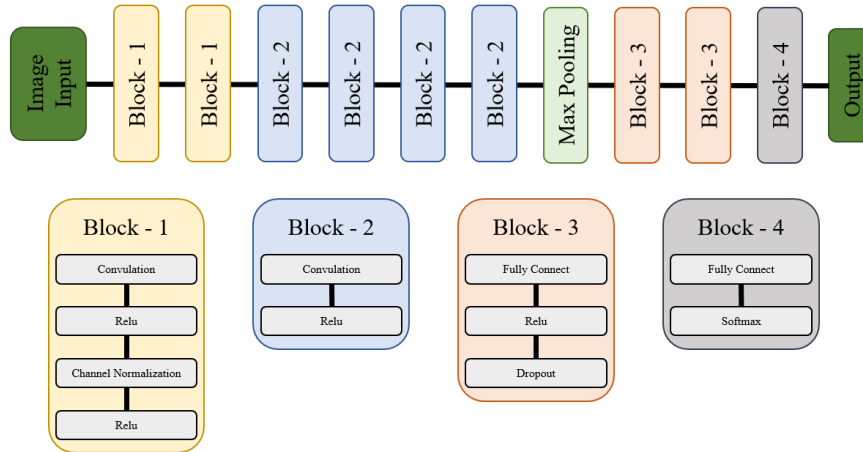 Image
Input
Block - 1
Block - 1
Block - 2
Block - 2
Block - 2
Block - 2
Max Pooling
Block - 3
Block - 3
Block - 4
Output
Block - 1
Convulation
Relu
Channel Normalization
Relu
Block - 2
Convulation
Relu
Block - 3
Fully Connect
Relu
Dropout
Block - 4
Fully Connect
Softmax